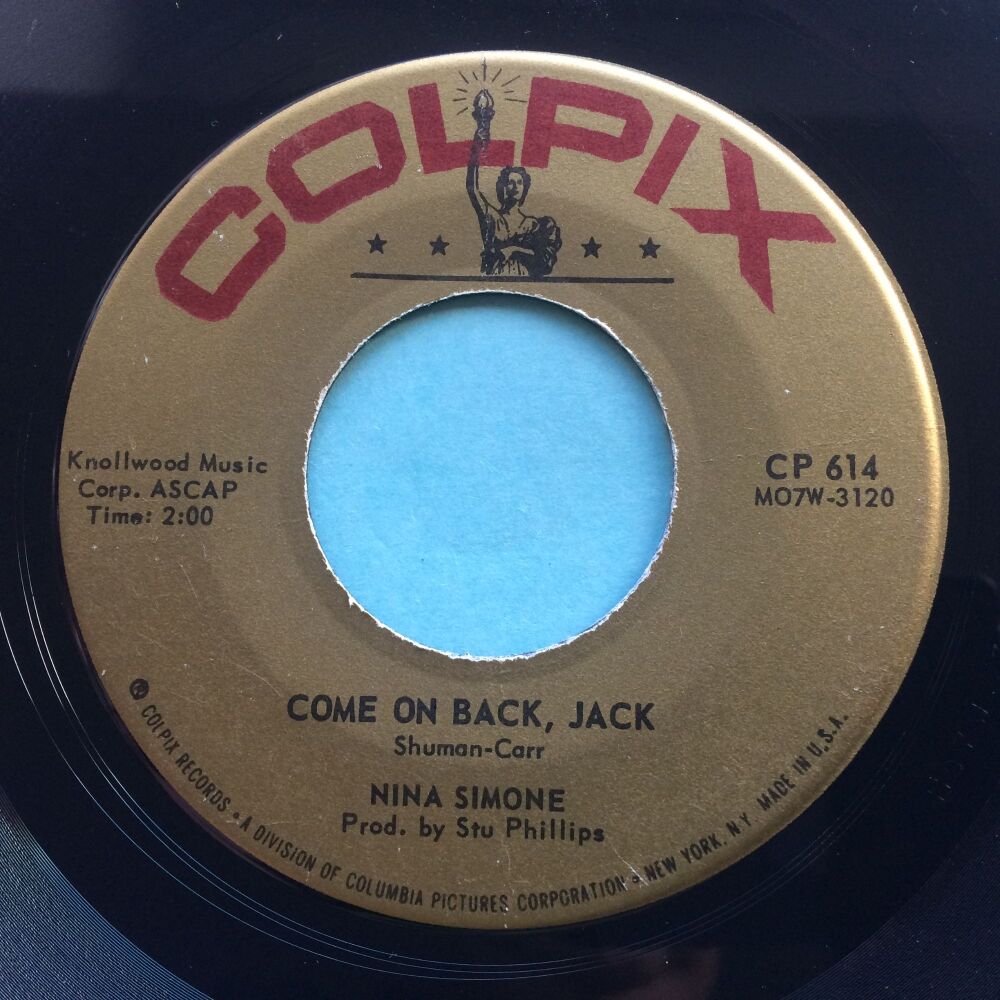 COLPIX
Knollwood Music
Corp. ASCAP
Time: 2:00
CP 614
MO7W-3120
COME ON BACK, JACK
Shuman-Carr
NINA SIMONE
Prod. by Stu Phillips
℗ COLPIX RECORDS • A DIVISION OF COLUMBIA PICTURES CORPORATION • NEW YORK, N.Y. MADE IN U.S.A.